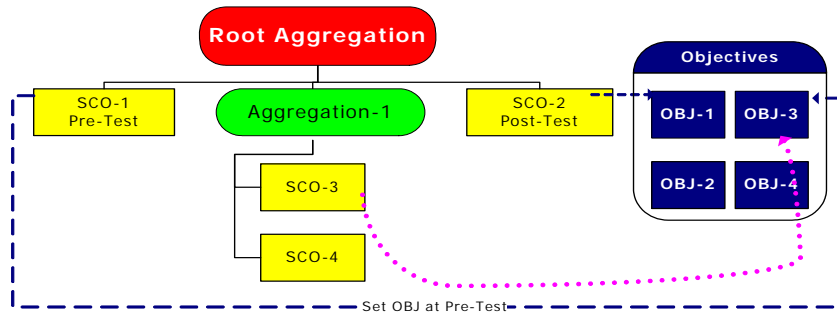 Root Aggregation
Objectives
SCO-1
Pre-Test
Aggregation-1
SCO-2
Post-Test
OBJ-1
OBJ-3
SCO-3
OBJ-2
OBJ-4
SCO-4
Set OBJ at Pre-Test